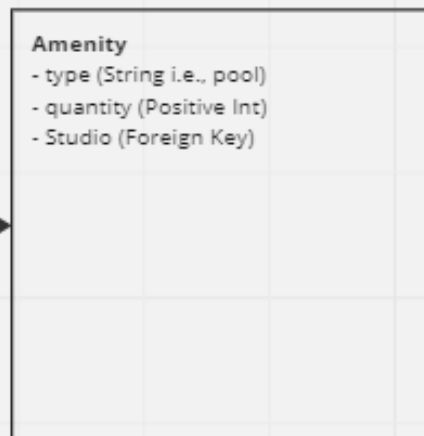 Amenity
- type (String i.e., pool)
- quantity (Positive Int)
- Studio (Foreign Key)